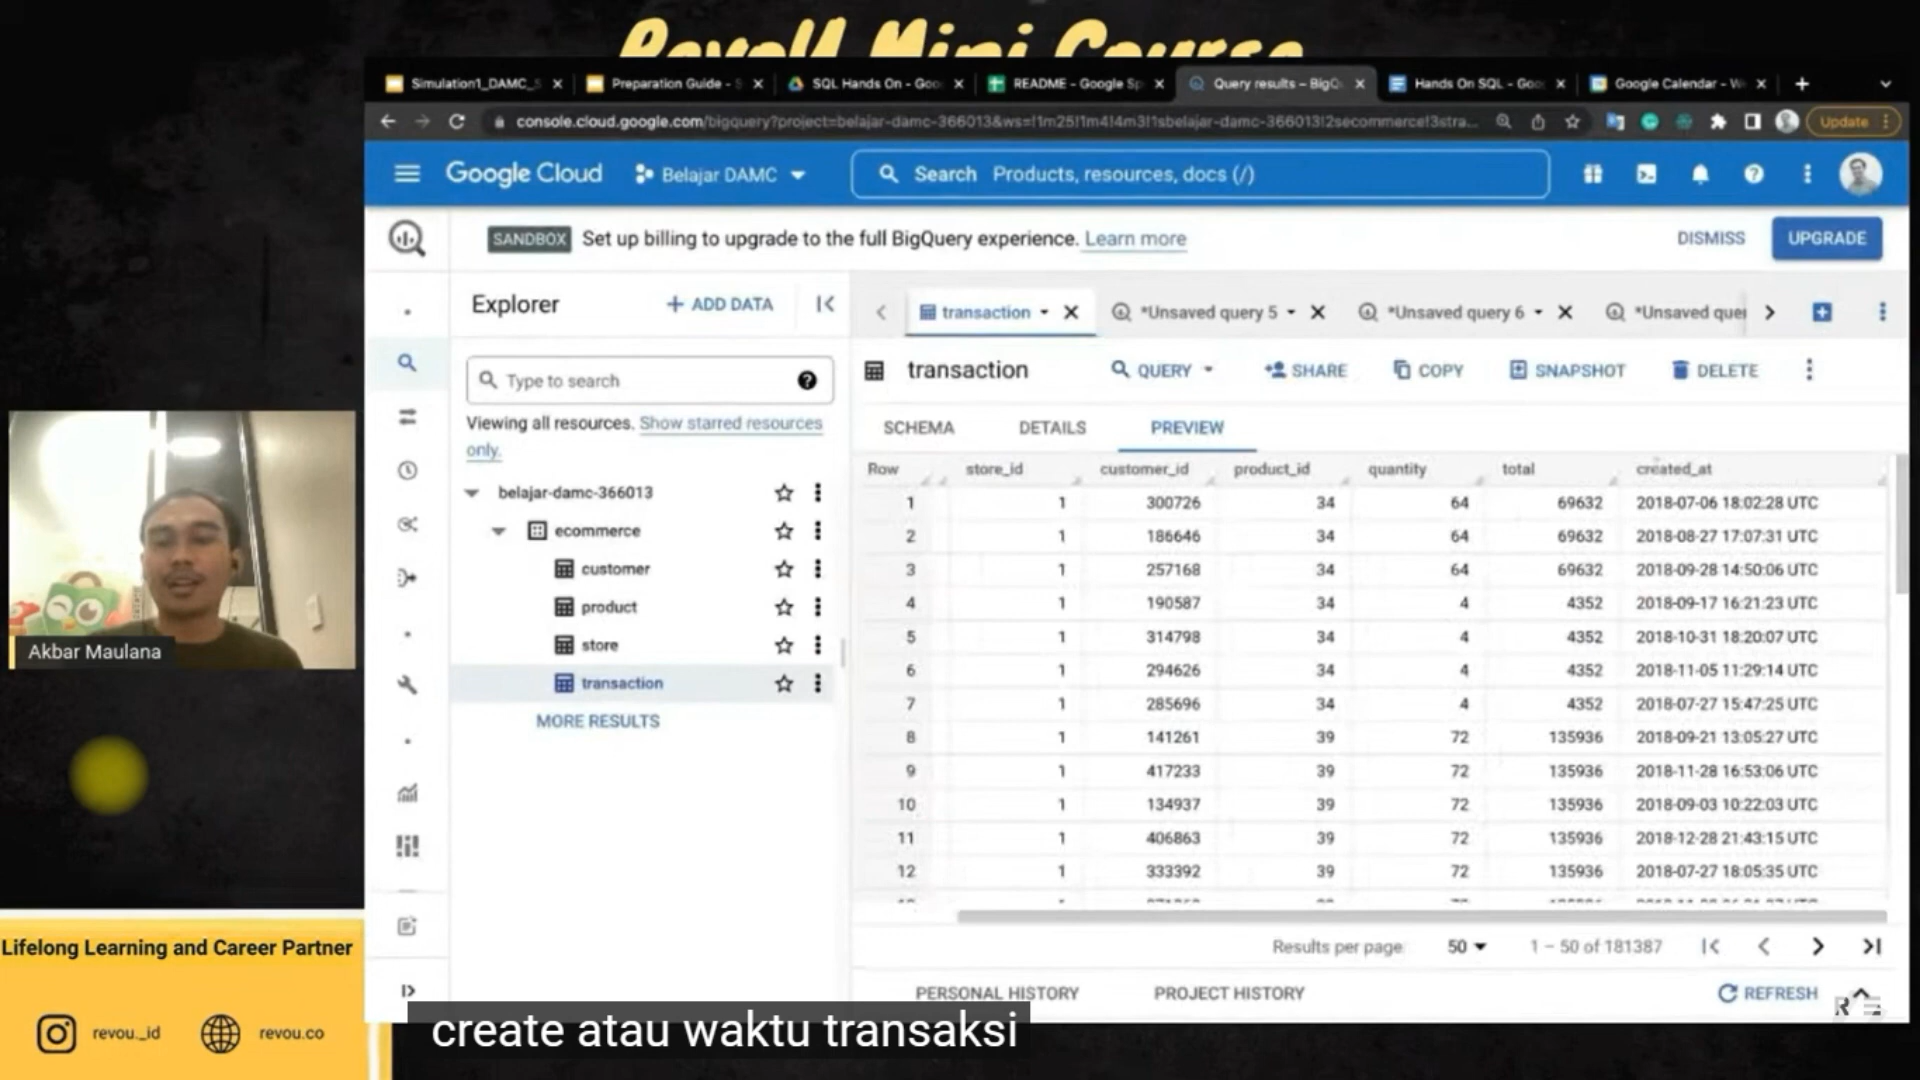 RevoU Mini Course
Simulation1_DAMC_S
Preparation Guide - S
SQL Hands On - Goo
README - Google Sp
Query results – BigQ
Hands On SQL - Goo
Google Calendar - W
console.cloud.google.com/bigquery?project=belajar-damc-366013&ws=!1m25!1m4!4m3!1sbelajar-damc-366013!2secommerce!3stra...
Update
Google Cloud
Belajar DAMC
Search Products, resources, docs (/)
SANDBOX Set up billing to upgrade to the full BigQuery experience. Learn more
DISMISS
UPGRADE
Explorer
+ ADD DATA
transaction
*Unsaved query 5
*Unsaved query 6
*Unsaved que
Type to search
Viewing all resources. Show starred resources
only.
belajar-damc-366013
ecommerce
customer
product
store
transaction
MORE RESULTS
transaction
QUERY
SHARE
COPY
SNAPSHOT
DELETE
SCHEMA DETAILS PREVIEW
Row store_id customer_id product_id quantity total created_at
1 1 300726 34 64 69632 2018-07-06 18:02:28 UTC
2 1 186646 34 64 69632 2018-08-27 17:07:31 UTC
3 1 257168 34 64 69632 2018-09-28 14:50:06 UTC
4 1 190587 34 4 4352 2018-09-17 16:21:23 UTC
5 1 314798 34 4 4352 2018-10-31 18:20:07 UTC
6 1 294626 34 4 4352 2018-11-05 11:29:14 UTC
7 1 285696 34 4 4352 2018-07-27 15:47:25 UTC
8 1 141261 39 72 135936 2018-09-21 13:05:27 UTC
9 1 417233 39 72 135936 2018-11-28 16:53:06 UTC
10 1 134937 39 72 135936 2018-09-03 10:22:03 UTC
11 1 406863 39 72 135936 2018-12-28 21:43:15 UTC
12 1 333392 39 72 135936 2018-07-27 18:05:35 UTC
Results per page: 50 1 – 50 of 181387
PERSONAL HISTORY
PROJECT HISTORY
REFRESH
Akbar Maulana
Lifelong Learning and Career Partner
revou_id
revou.co
create atau waktu transaksi